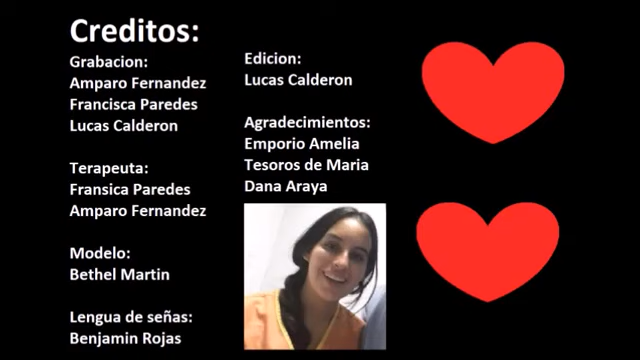 Creditos:
Grabacion:
Amparo Fernandez
Francisca Paredes
Lucas Calderon
Terapeuta:
Fransica Paredes
Amparo Fernandez
Modelo:
Bethel Martin
Lengua de señas:
Benjamin Rojas
Edicion:
Lucas Calderon
Agradecimientos:
Emporio Amelia
Tesoros de Maria
Dana Araya